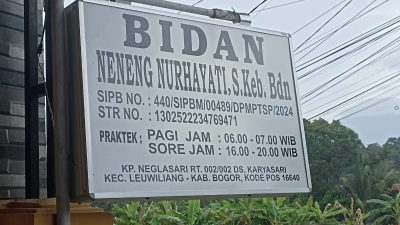 BIDAN
NENENG NURHAYATI, S.Keb. Bdn
SIPB NO. : 440/SIPBM/00489/DPMPTSP/2024
STR NO. : 1302522234769471
PRAKTEK : PAGI JAM : 06.00 - 07.00 WIB
SORE JAM : 16.00 - 20.00 WIB
KP. NEGLASARI RT. 002/002 DS. KARYASARI
KEC. LEUWILIANG - KAB. BOGOR, KODE POS 16640